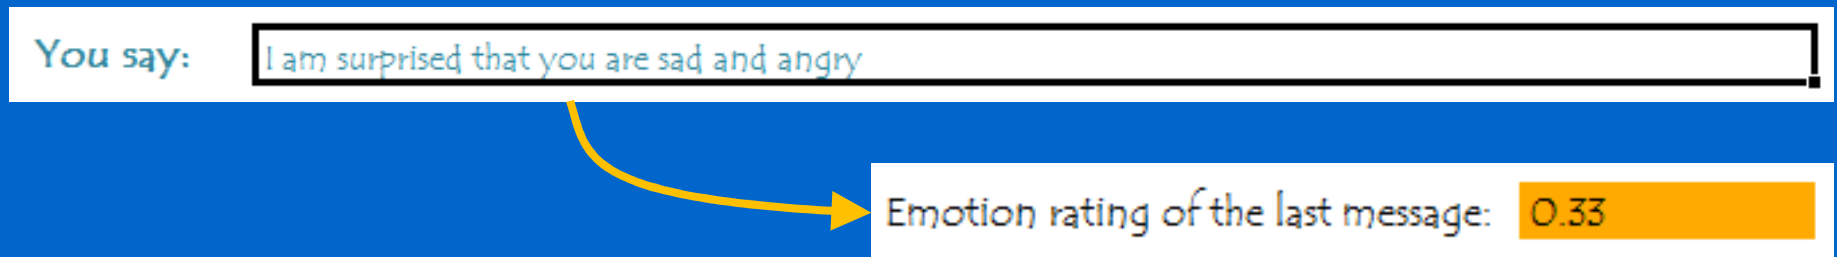 You say: I am surprised that you are sad and angry
Emotion rating of the last message: 0.33